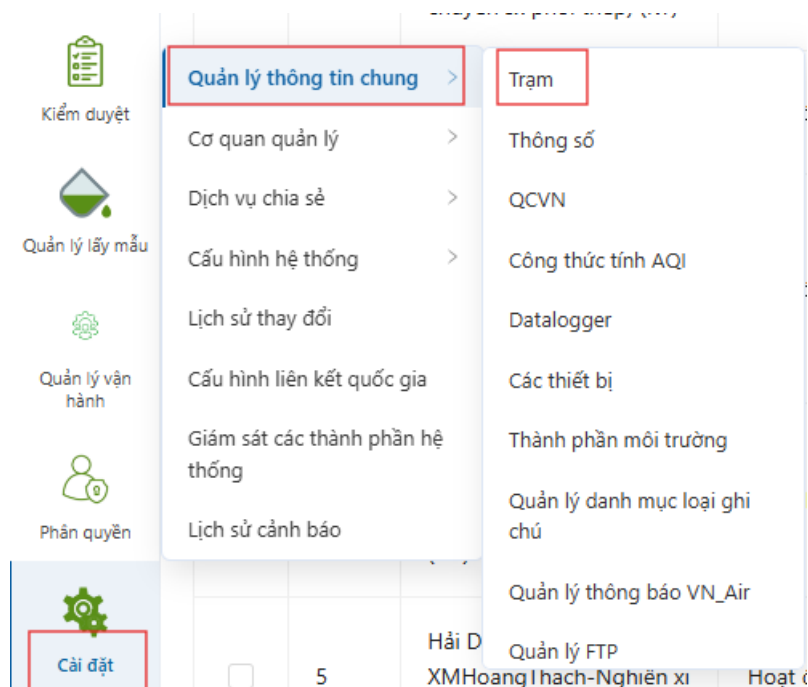 Kiểm duyệt
Quản lý lấy mẫu
Quản lý vận
hành
Phân quyền
Cài đặt
Quản lý thông tin chung
Cơ quan quản lý
Dịch vụ chia sẻ
Cấu hình hệ thống
Lịch sử thay đổi
Cấu hình liên kết quốc gia
Giám sát các thành phần hệ
thống
Lịch sử cảnh báo
Trạm
Thông số
QCVN
Công thức tính AQI
Datalogger
Các thiết bị
Thành phần môi trường
Quản lý danh mục loại ghi
chú
Quản lý thông báo VN_Air
Quản lý FTP
5
Hải D
XMHoangThach-Nghiền xi
Hoạt